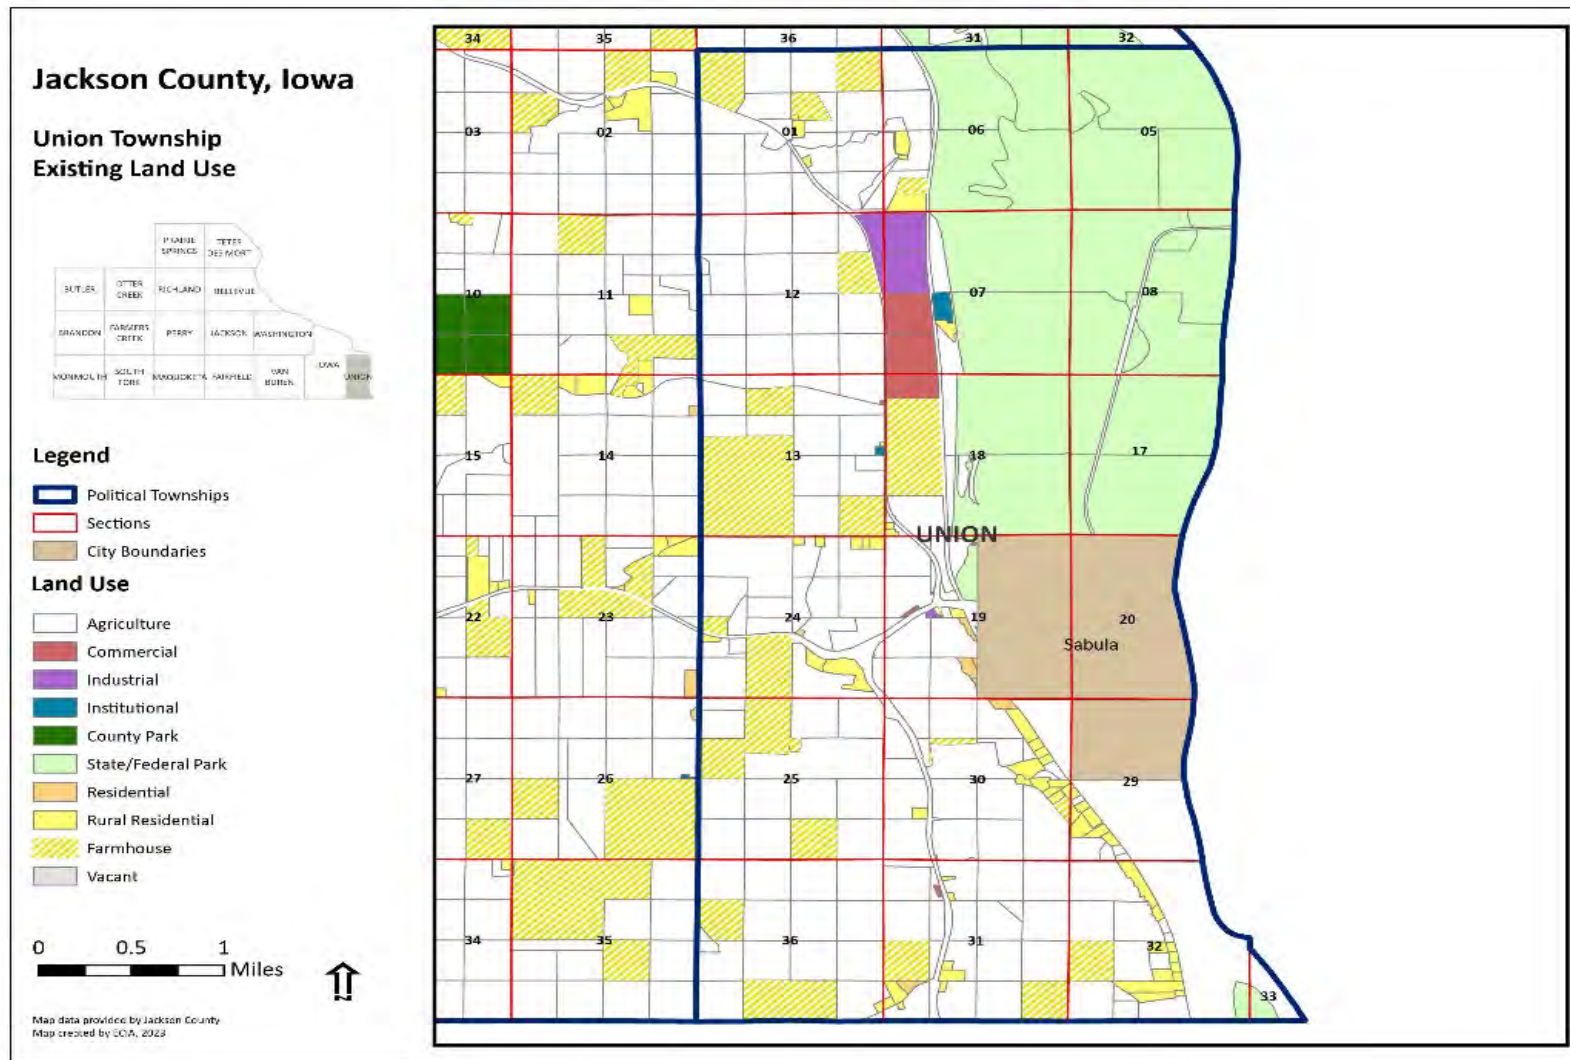 Jackson County, Iowa
Union Township
Existing Land Use
PRAIRIE
SPRINGS
TETES
DES MORT
BUTLER
OTTER
CREEK
RICHLAND
BELLEVUE
BRANDON
FARMERS
CREEK
PERRY
JACKSON
WASHINGTON
MONMOUTH
SOUTH
FORK
MAQUOKETA
FAIRFIELD
VAN
BUREN
IOWA
UNION
Legend
Political Townships
Sections
City Boundaries
Land Use
Agriculture
Commercial
Industrial
Institutional
County Park
State/Federal Park
Residential
Rural Residential
Farmhouse
Vacant
0 0.5 1
Miles
N
Map data provided by Jackson County
Map created by ECIA, 2023
34 35 36 31 32
03 02 01 06 05
10 11 12 07 08
15 14 13 18 17
UNION
22 23 24 19 20
Sabula
27 26 25 30 29
34 35 36 31 32
33